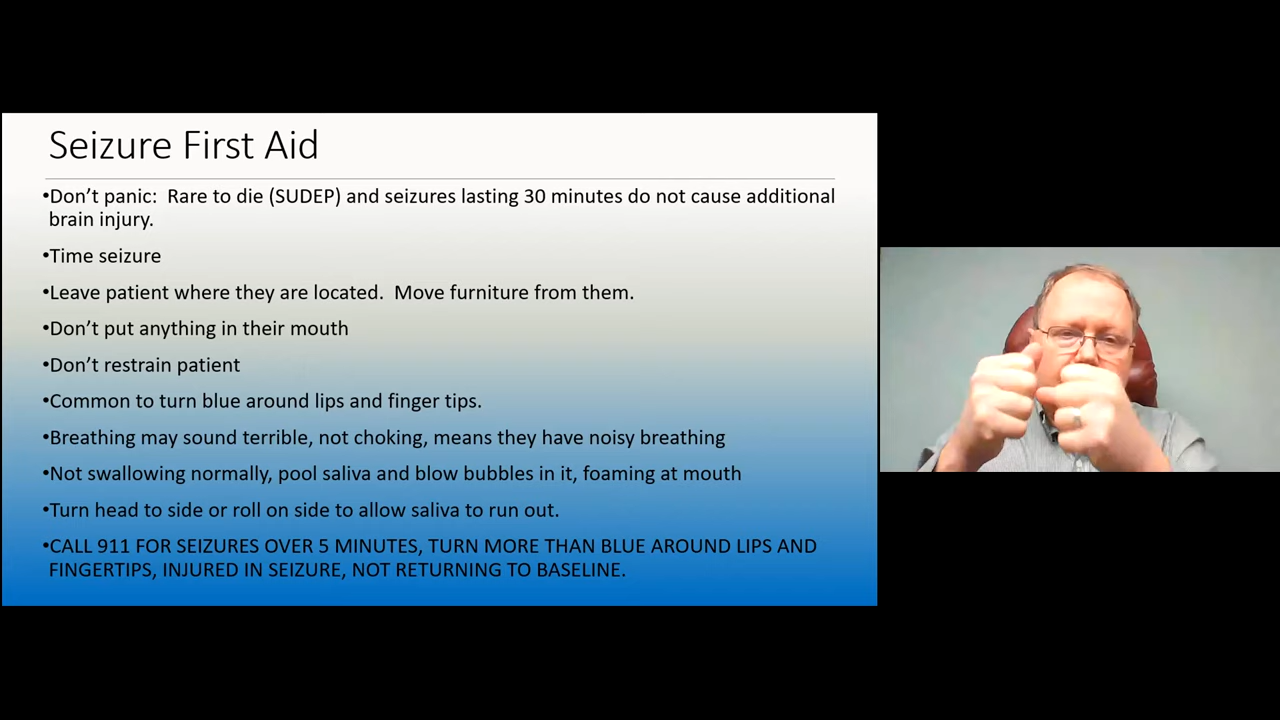 Seizure First Aid
•Don't panic:  Rare to die (SUDEP) and seizures lasting 30 minutes do not cause additional
brain injury.
•Time seizure
•Leave patient where they are located.  Move furniture from them.
•Don't put anything in their mouth
•Don't restrain patient
•Common to turn blue around lips and finger tips.
•Breathing may sound terrible, not choking, means they have noisy breathing
•Not swallowing normally, pool saliva and blow bubbles in it, foaming at mouth
•Turn head to side or roll on side to allow saliva to run out.
•CALL 911 FOR SEIZURES OVER 5 MINUTES, TURN MORE THAN BLUE AROUND LIPS AND
FINGERTIPS, INJURED IN SEIZURE, NOT RETURNING TO BASELINE.